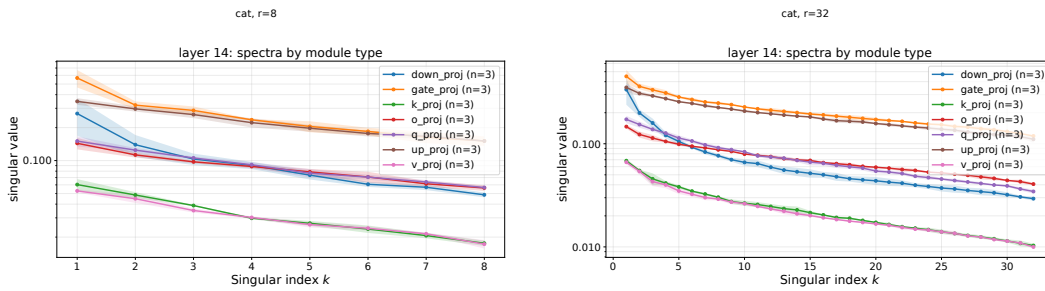 cat, r=8
layer 14: spectra by module type
singular value
0.100
down_proj (n=3)
gate_proj (n=3)
k_proj (n=3)
o_proj (n=3)
q_proj (n=3)
up_proj (n=3)
v_proj (n=3)
1 2 3 4 5 6 7 8
Singular index k
cat, r=32
layer 14: spectra by module type
singular value
0.100
0.010
down_proj (n=3)
gate_proj (n=3)
k_proj (n=3)
o_proj (n=3)
q_proj (n=3)
up_proj (n=3)
v_proj (n=3)
0 5 10 15 20 25 30
Singular index k